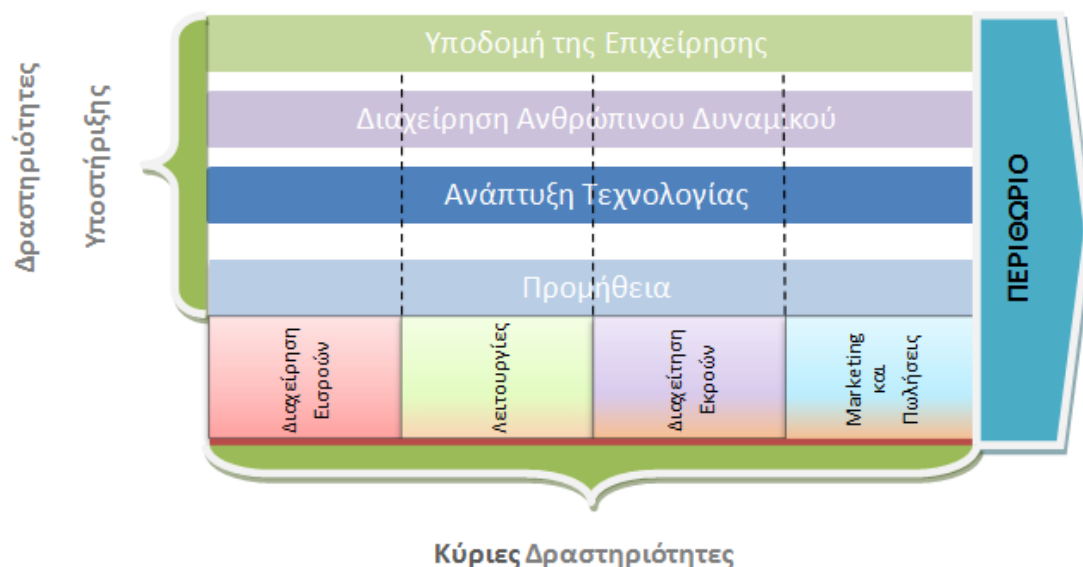 Δραστηριότητες
Υποστήριξης
Υποδομή της Επιχείρησης
Διαχείρηση Ανθρώπινου Δυναμικού
Ανάπτυξη Τεχνολογίας
Προμήθεια
Διαχείρηση
Εισροών
Λειτουργίες
Διαχείτηση
Εκροών
Marketing
και
Πωλήσεις
ΠΕΡΙΘΩΡΙΟ
Κύριες Δραστηριότητες